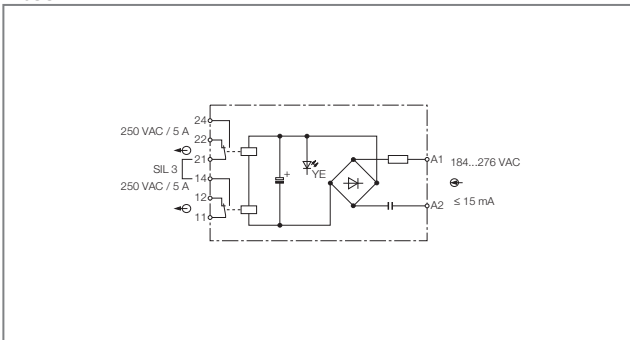 24
250 VAC / 5 A
22
21
SIL 3
14
250 VAC / 5 A
12
11
+
YE
A1
184...276 VAC
A2
≤ 15 mA